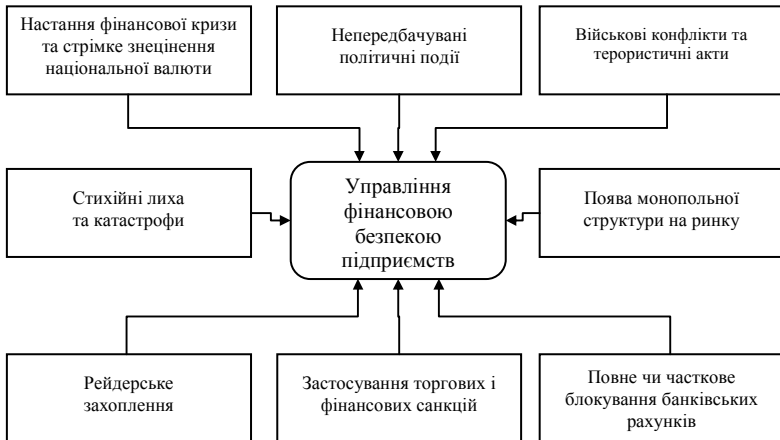 Настання фінансової кризи
та стрімке знецінення
національної валюти
Непередбачувані
політичні події
Військові конфлікти та
терористичні акти
Стихійні лиха
та катастрофи
Управління
фінансовою
безпекою
підприємств
Поява монопольної
структури на ринку
Рейдерське
захоплення
Застосування торгових і
фінансових санкцій
Повне чи часткове
блокування банківських
рахунків